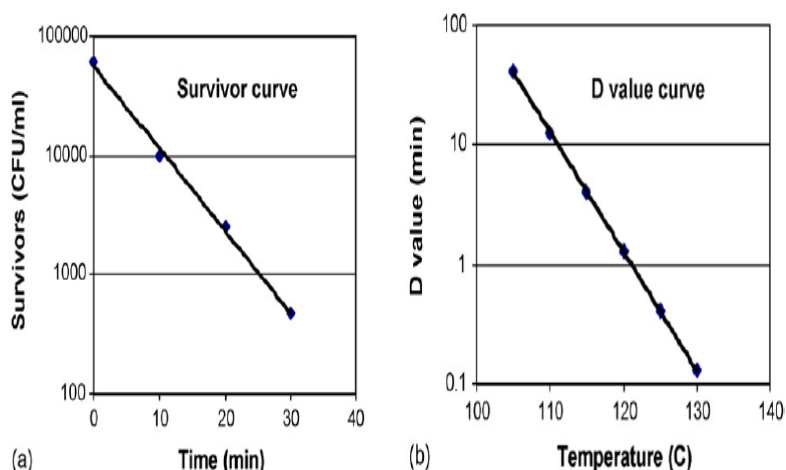 100000
10000
1000
100
Survivors (CFU/ml)
Survivor curve
0 10 20 30 40
(a) Time (min)
100
10
1
0.1
D value (min)
D value curve
100 110 120 130 140
(b) Temperature (C)